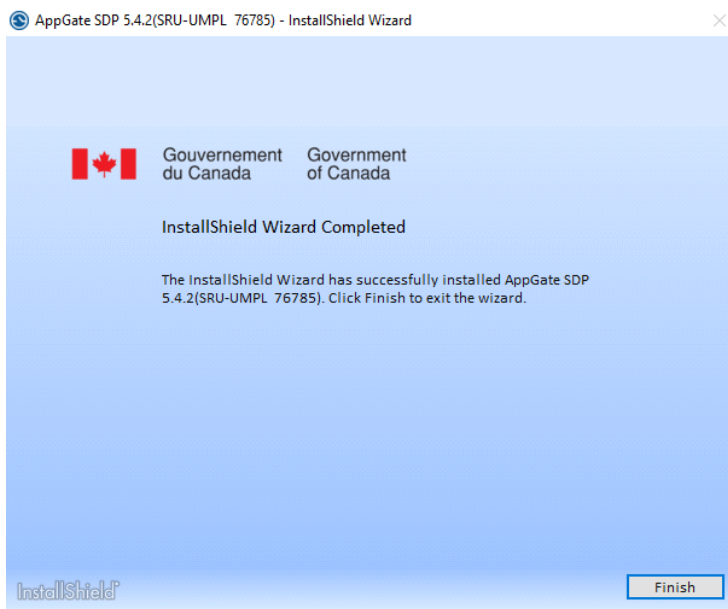 AppGate SDP 5.4.2(SRU-UMPL 76785) - InstallShield Wizard
Gouvernement du Canada
Government of Canada
InstallShield Wizard Completed
The InstallShield Wizard has successfully installed AppGate SDP
5.4.2(SRU-UMPL 76785). Click Finish to exit the wizard.
InstallShield
Finish